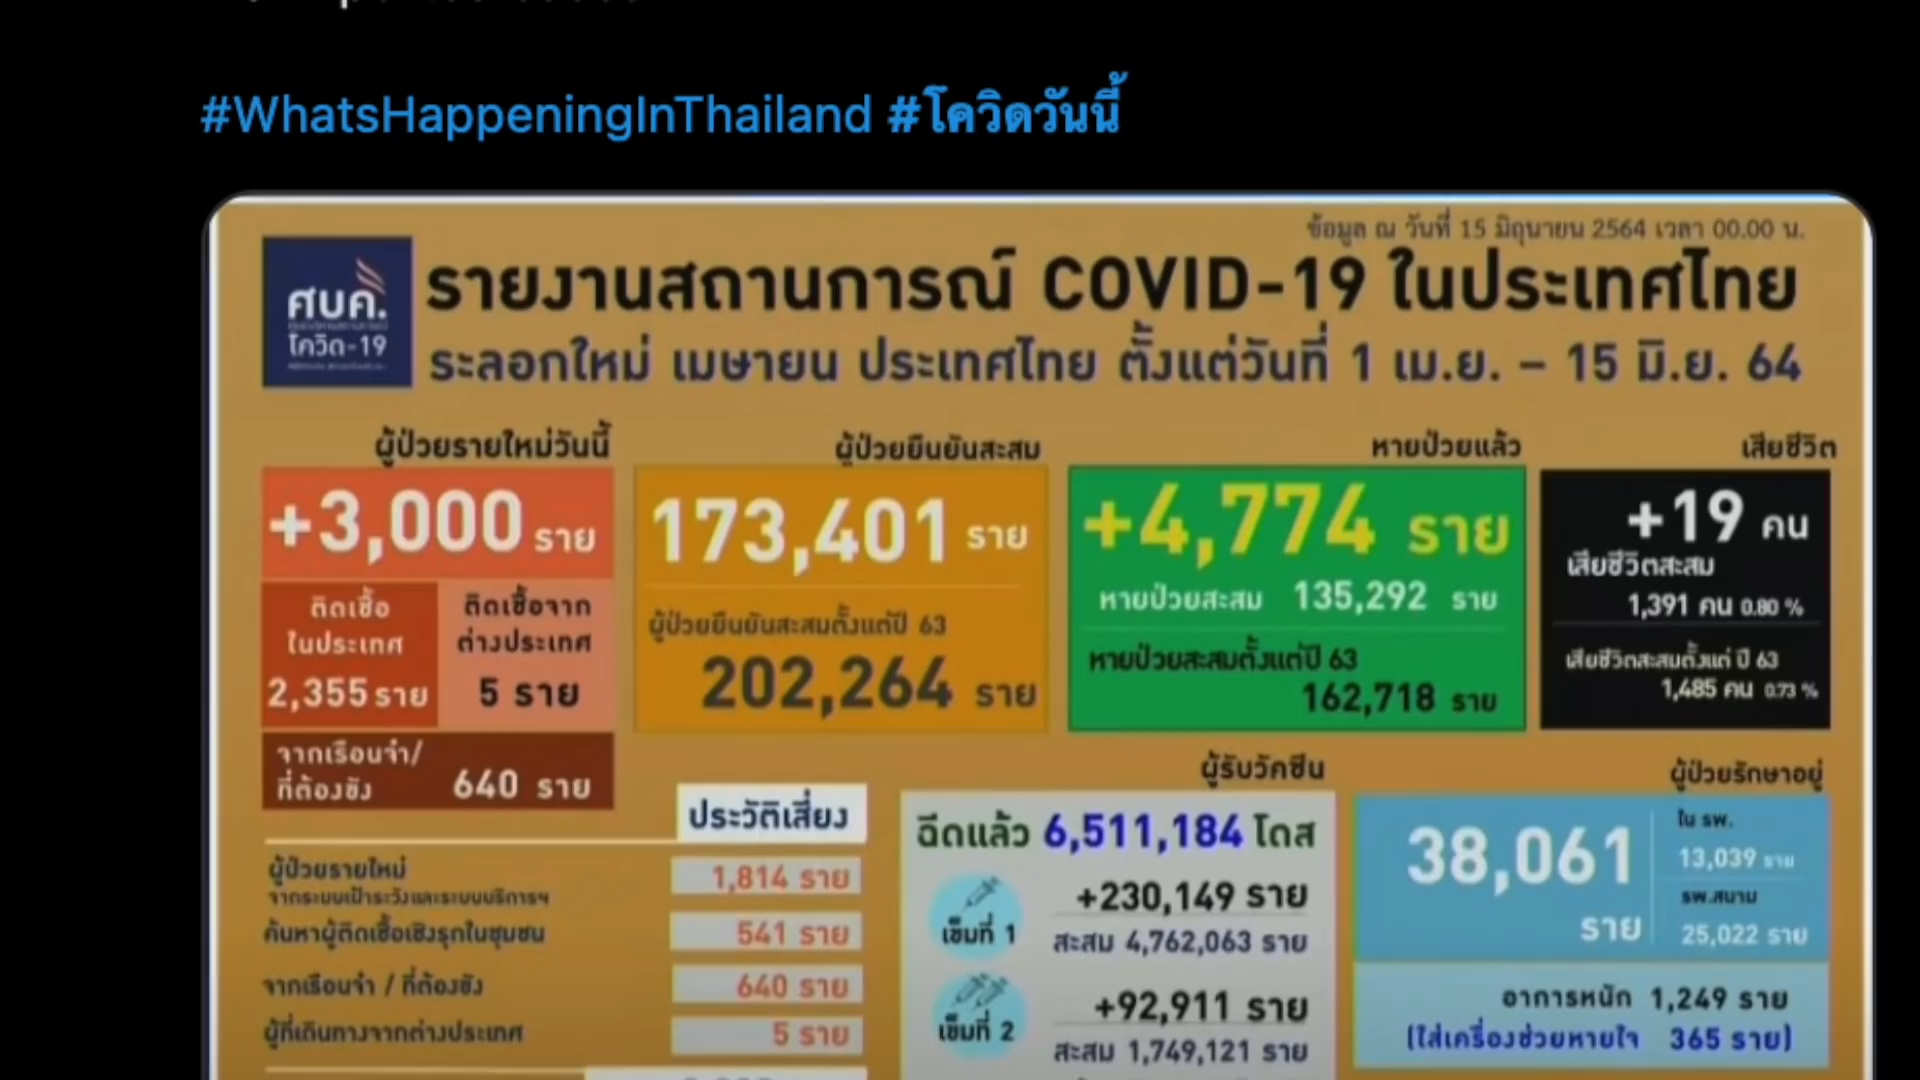 #WhatsHappeningInThailand #โควิดวันนี้
ข้อมูล ณ วันที่ 15 มิถุนายน 2564 เวลา 00.00 น.
ศบค.
โควิด-19
รายงานสถานการณ์ COVID-19 ในประเทศไทย
ระลอกใหม่ เมษายน ประเทศไทย ตั้งแต่วันที่ 1 เม.ย. – 15 มิ.ย. 64
ผู้ป่วยรายใหม่วันนี้
+3,000 ราย
ติดเชื้อ
ในประเทศ
2,355 ราย
ติดเชื้อจาก
ต่างประเทศ
5 ราย
จากเรือนจำ/
ที่ต้องขัง
640 ราย
ผู้ป่วยยืนยันสะสม
173,401 ราย
ผู้ป่วยยืนยันสะสมตั้งแต่ปี 63
202,264 ราย
หายป่วยแล้ว
+4,774 ราย
หายป่วยสะสม 135,292 ราย
หายป่วยสะสมตั้งแต่ปี 63
162,718 ราย
เสียชีวิต
+19 คน
เสียชีวิตสะสม
1,391 คน 0.80 %
เสียชีวิตสะสมตั้งแต่ ปี 63
1,485 คน 0.73 %
ประวัติเสี่ยง
ผู้ป่วยรายใหม่
จากระบบเฝ้าระวังและระบบบริการฯ
1,814 ราย
ค้นหาผู้ติดเชื้อเชิงรุกในชุมชน 541 ราย
จากเรือนจำ / ที่ต้องขัง 640 ราย
ผู้ที่เดินทางจากต่างประเทศ 5 ราย
ผู้รับวัคซีน
ฉีดแล้ว 6,511,184 โดส
เข็มที่ 1
+230,149 ราย
สะสม 4,762,063 ราย
เข็มที่ 2
+92,911 ราย
สะสม 1,749,121 ราย
ผู้ป่วยรักษาอยู่
38,061
ราย
ใน รพ.
13,039 ราย
รพ.สนาม
25,022 ราย
อาการหนัก 1,249 ราย
(ใส่เครื่องช่วยหายใจ 365 ราย)